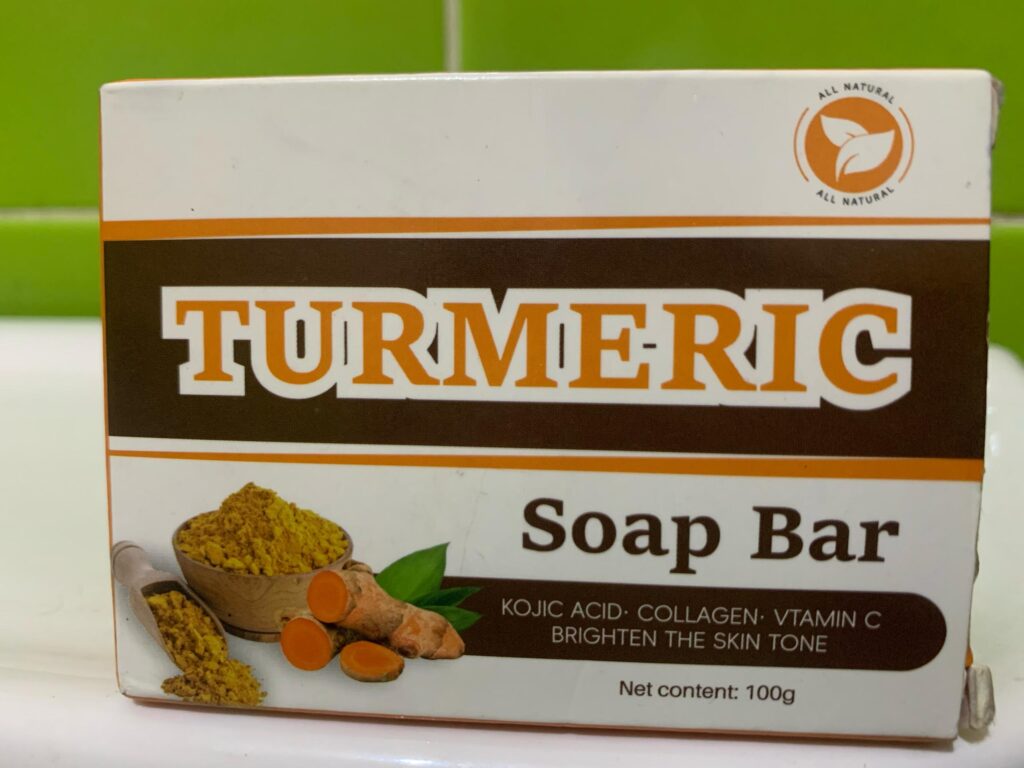 ALL NATURAL
ALL NATURAL
TURMERIC
Soap Bar
KOJIC ACID· COLLAGEN· VTAMIN C
BRIGHTEN THE SKIN TONE
Net content: 100g